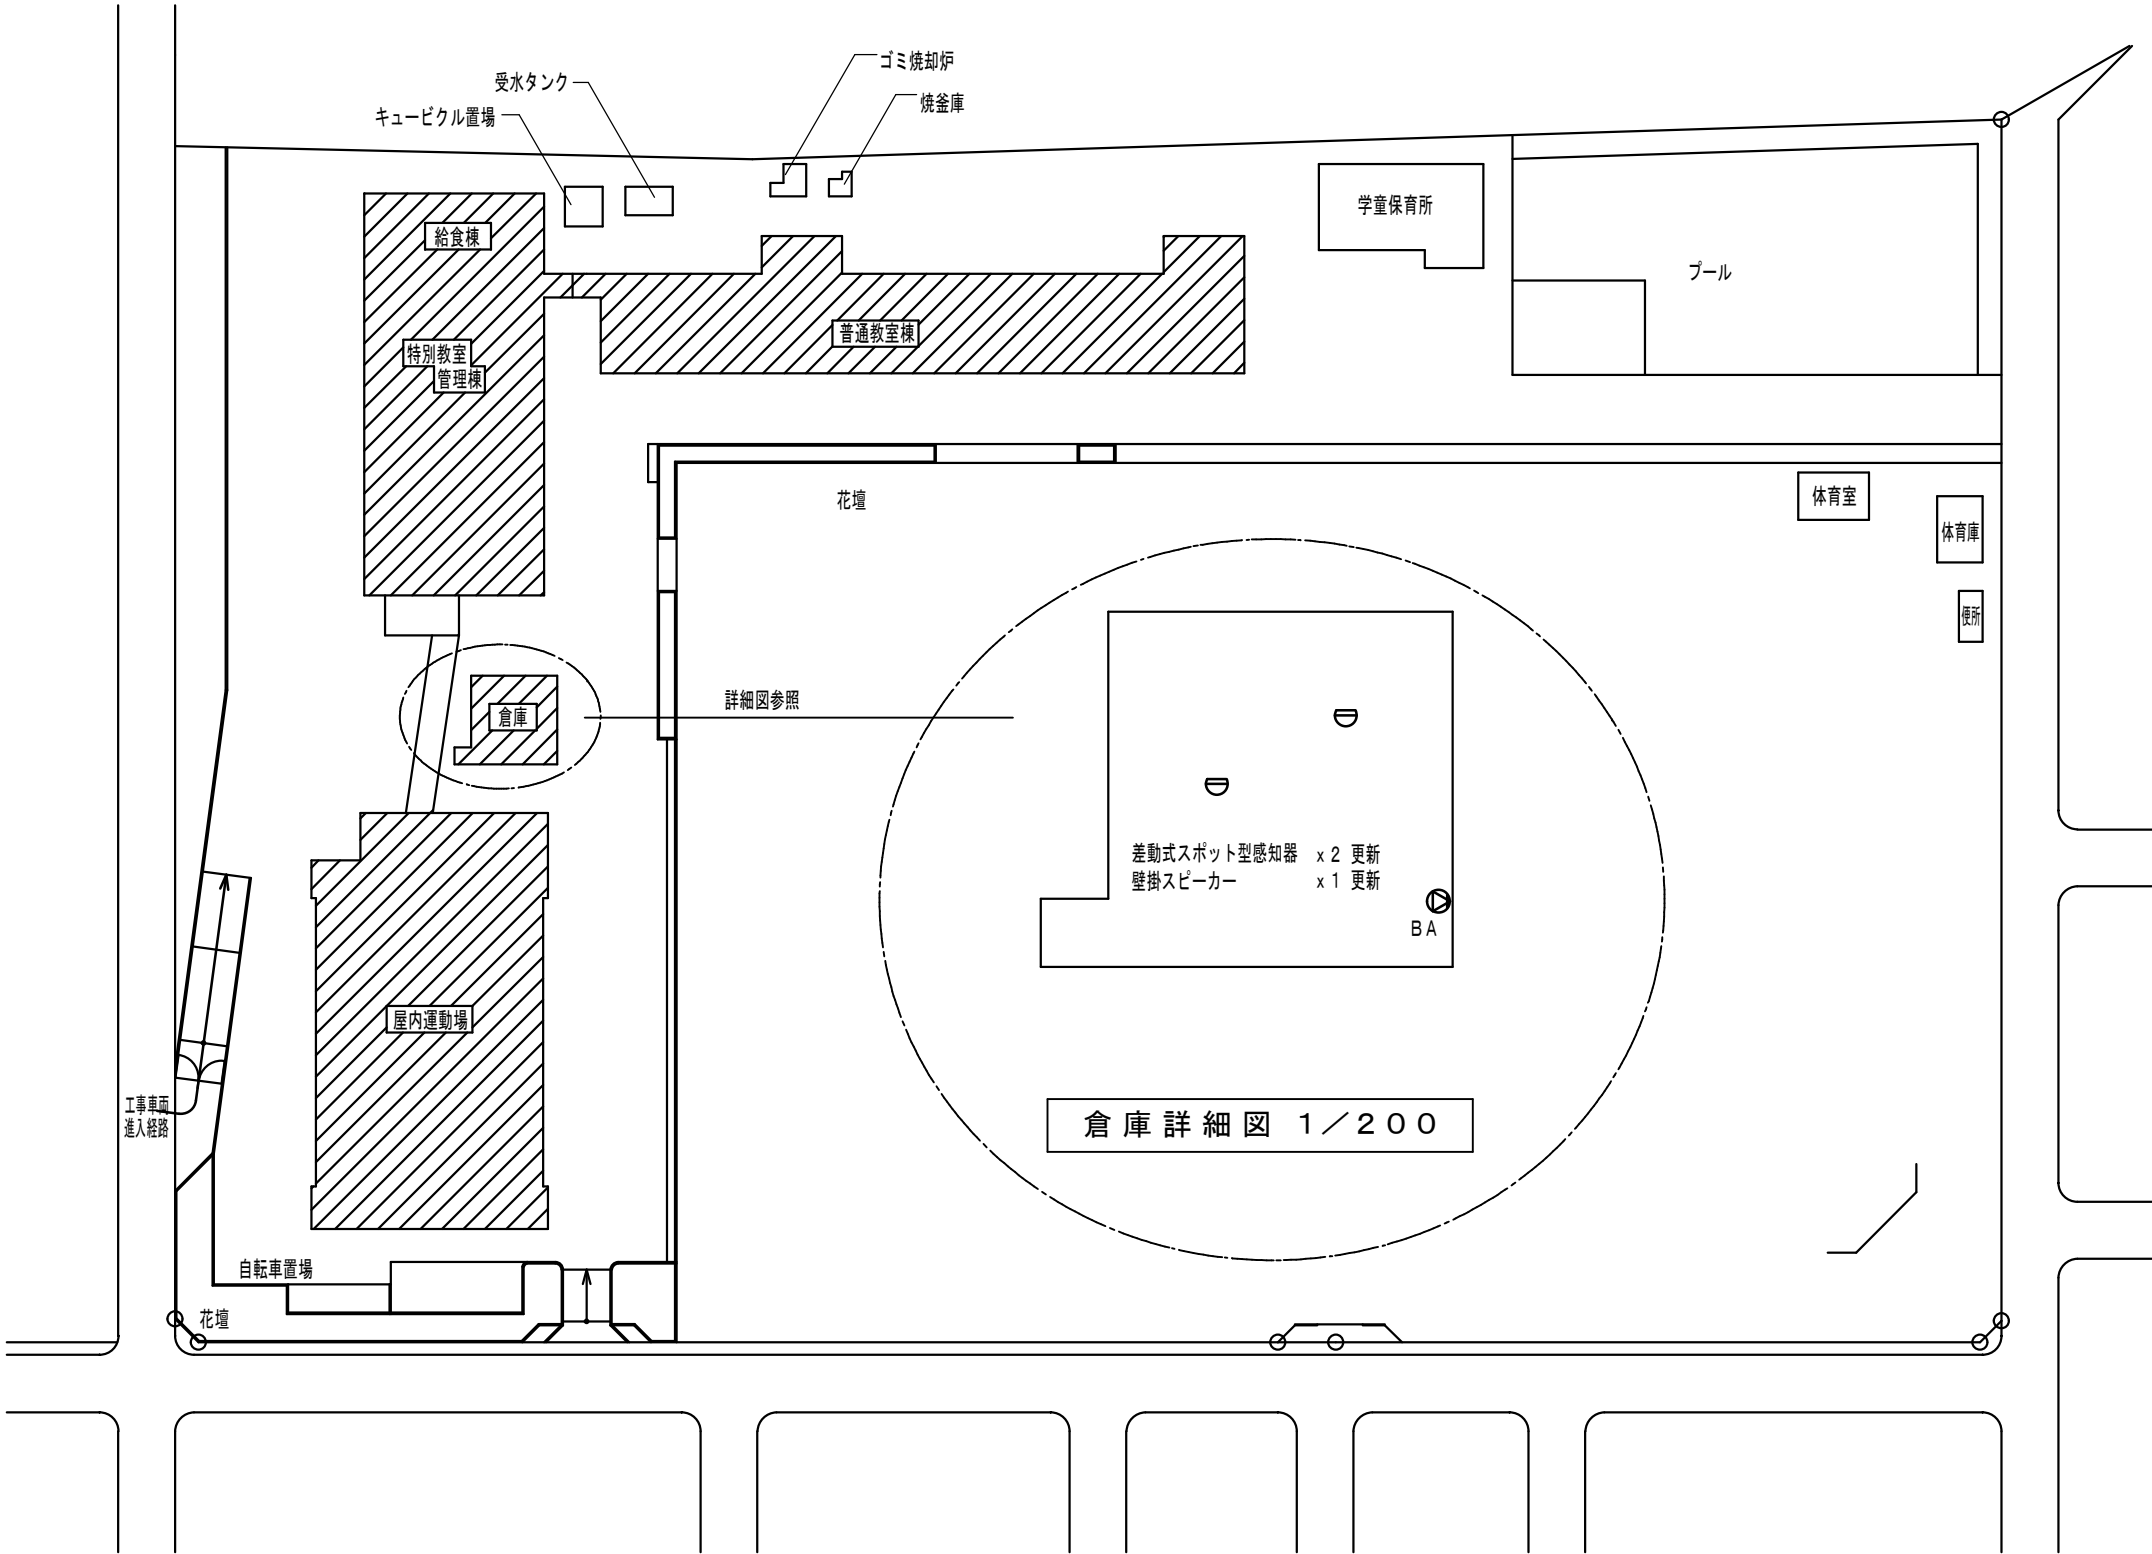 ゴミ焼却炉
受水タンク
焼釜庫
キュービクル置場
学童保育所
給食棟
プール
普通教室棟
特別教室
管理棟
花壇
体育室
体育庫
便所
詳細図参照
倉庫
差動式スポット型感知器 x 2 更新
壁掛スピーカー x 1 更新
BA
屋内運動場
工事車両
進入経路
倉庫詳細図 1/200
自転車置場
花壇